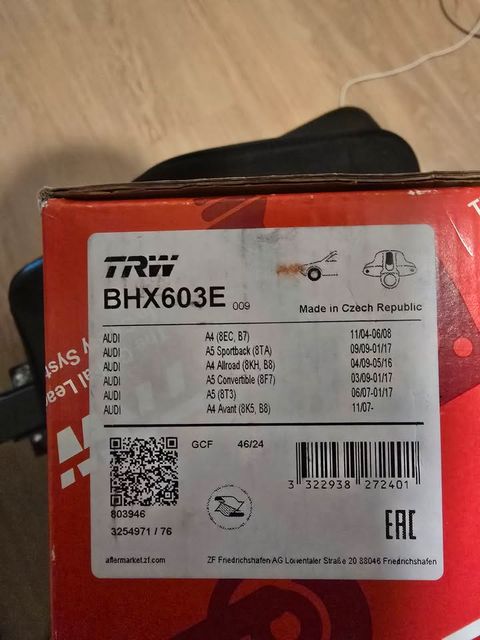 TRW
BHX603E 009
Made in Czech Republic
AUDI A4 (8EC, B7) 11/04-06/08
AUDI A5 Sportback (8TA) 09/09-01/17
AUDI A4 Allroad (8KH, B8) 04/09-05/16
AUDI A5 Convertible (8F7) 03/09-01/17
AUDI A5 (8T3) 06/07-01/17
AUDI A4 Avant (8K5, B8) 11/07-
GCF 46/24
3 322938 272401
803946
3254971 / 76
EAC
aftermarket.zf.com
ZF Friedrichshafen AG Löwentaler Straße 20 88046 Friedrichshafen